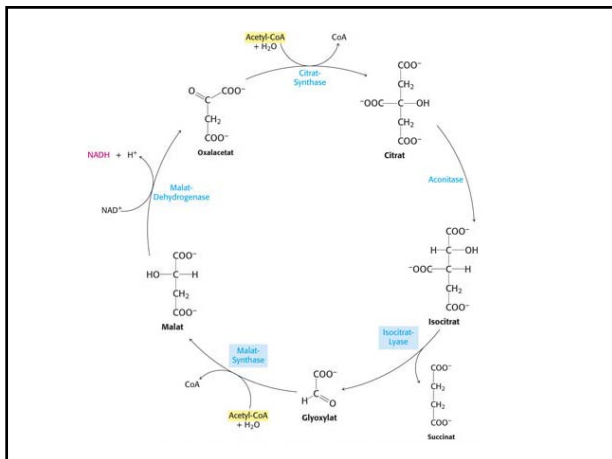 Acetyl-CoA
+ H₂O
CoA
Citrat-
Synthase
O
C
COO⁻
CH₂
COO⁻
Oxalacetat
COO⁻
CH₂
⁻OOC—C—OH
CH₂
COO⁻
Citrat
NADH + H⁺
Malat-
Dehydrogenase
NAD⁺
Aconitase
COO⁻
HO—C—H
CH₂
COO⁻
Malat
COO⁻
H—C—OH
⁻OOC—C—H
CH₂
COO⁻
Isocitrat
Isocitrat-
Lyase
Malat-
Synthase
CoA
Acetyl-CoA
+ H₂O
COO⁻
C
H
O
Glyoxylat
COO⁻
CH₂
CH₂
COO⁻
Succinat